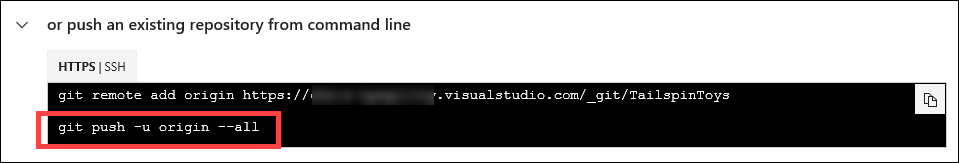 or push an existing repository from command line
HTTPS | SSH
git remote add origin https://.visualstudio.com/_git/TailspinToys
git push -u origin --all